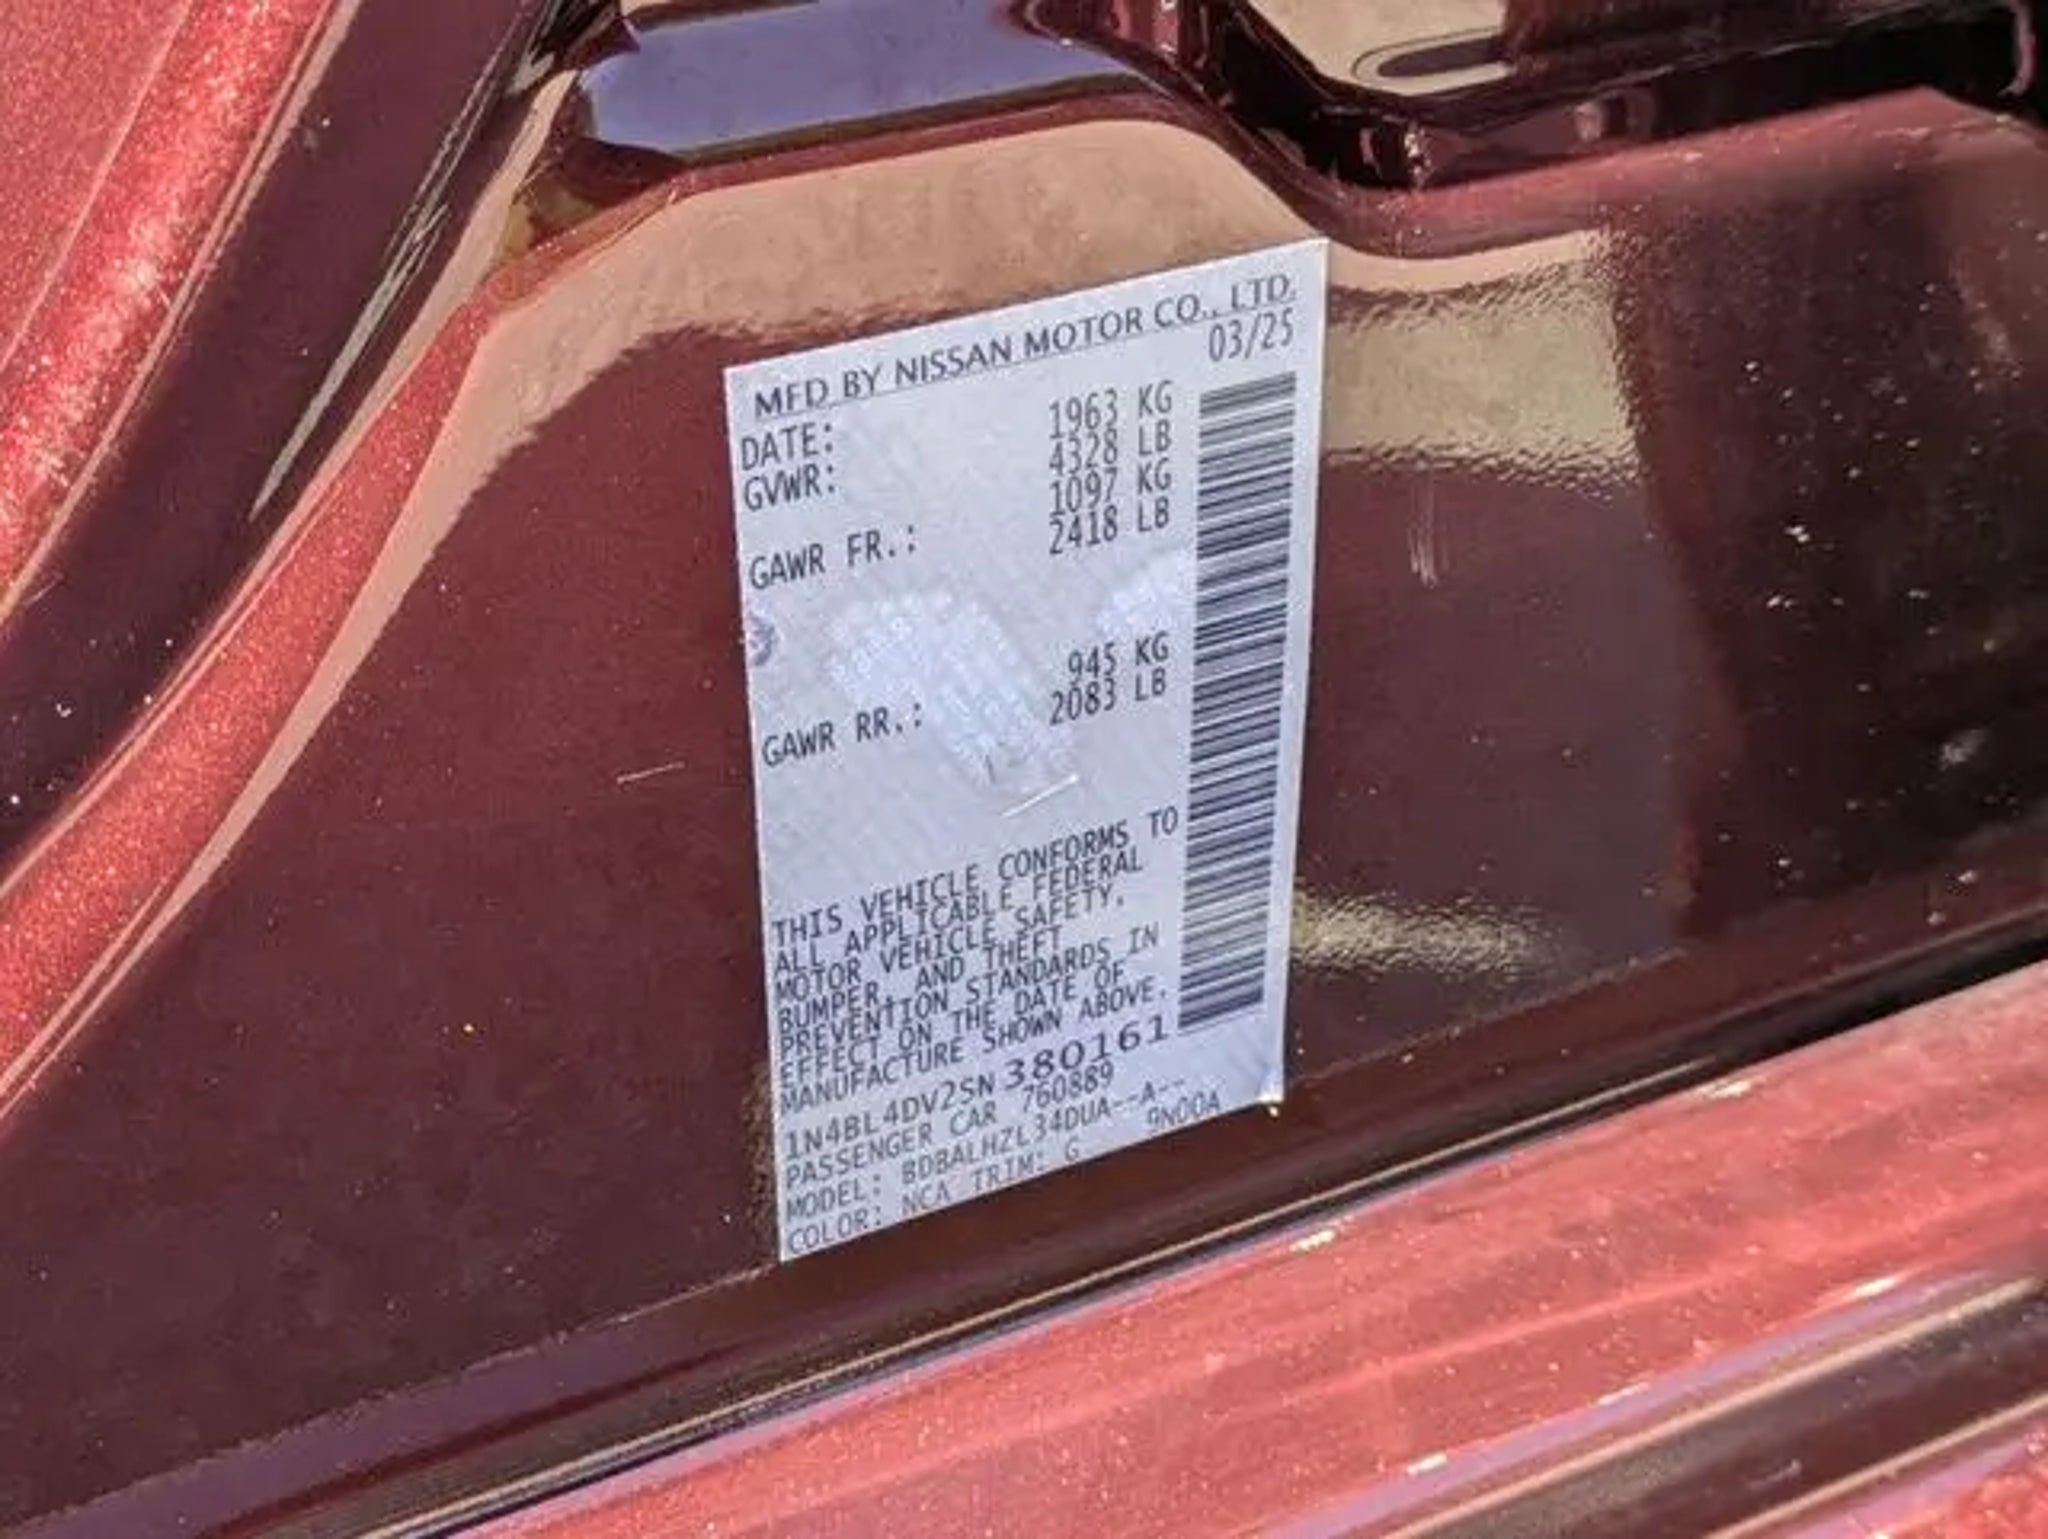 MFD BY NISSAN MOTOR CO., LTD.
DATE: 03/25
GVWR: 1963 KG
4328 LB
GAWR FR.: 1097 KG
2418 LB
GAWR RR.: 945 KG
2083 LB
THIS VEHICLE CONFORMS TO
ALL APPLICABLE FEDERAL
MOTOR VEHICLE SAFETY,
BUMPER, AND THEFT
PREVENTION STANDARDS IN
EFFECT ON THE DATE OF
MANUFACTURE SHOWN ABOVE.
1N4BL4DV2SN380161
PASSENGER CAR 760889
MODEL: BDBALHZL34DUA--A--
COLOR: NCA TRIM: G 9N00A